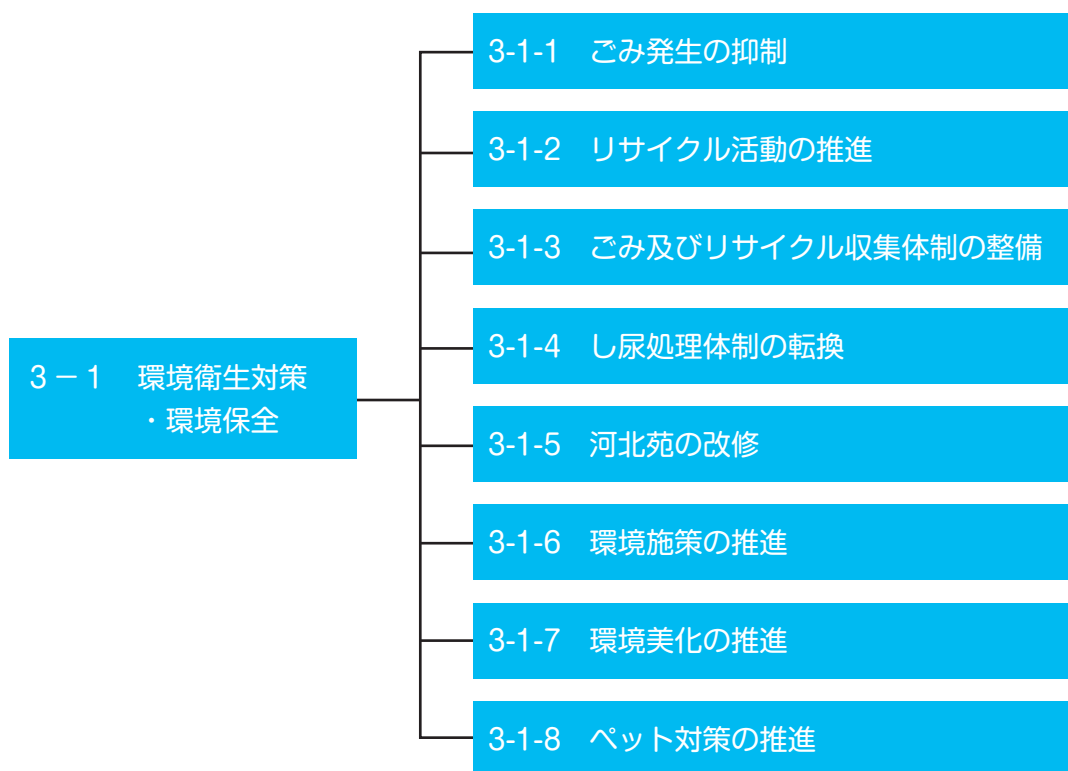 3-1-1　ごみ発生の抑制
3-1-2　リサイクル活動の推進
3-1-3　ごみ及びリサイクル収集体制の整備
3-1-4　し尿処理体制の転換
3－1　環境衛生対策
・環境保全
3-1-5　河北苑の改修
3-1-6　環境施策の推進
3-1-7　環境美化の推進
3-1-8　ペット対策の推進